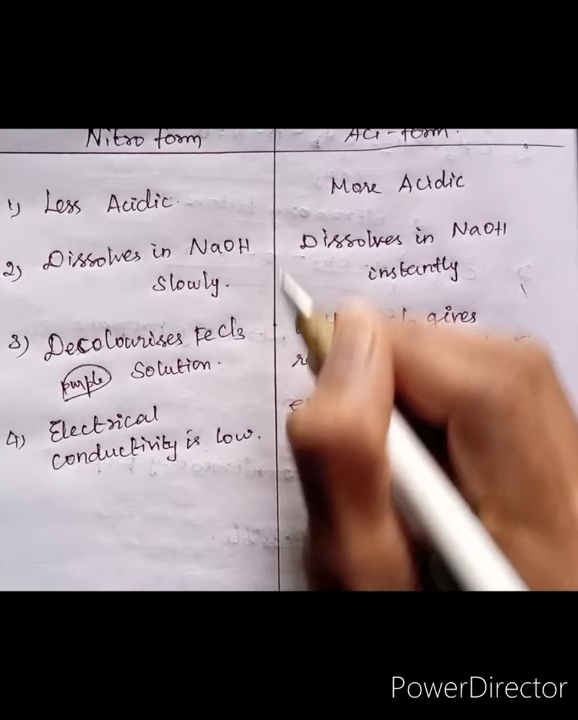 Nitro form
Aci-form.
1) Less Acidic.
More Acidic
2) Dissolves in NaOH
slowly.
Dissolves in NaOH
instantly
3) Decolourises Fecl3
purple solution.
gives
4) Electrical
conductivity is low.
PowerDirector